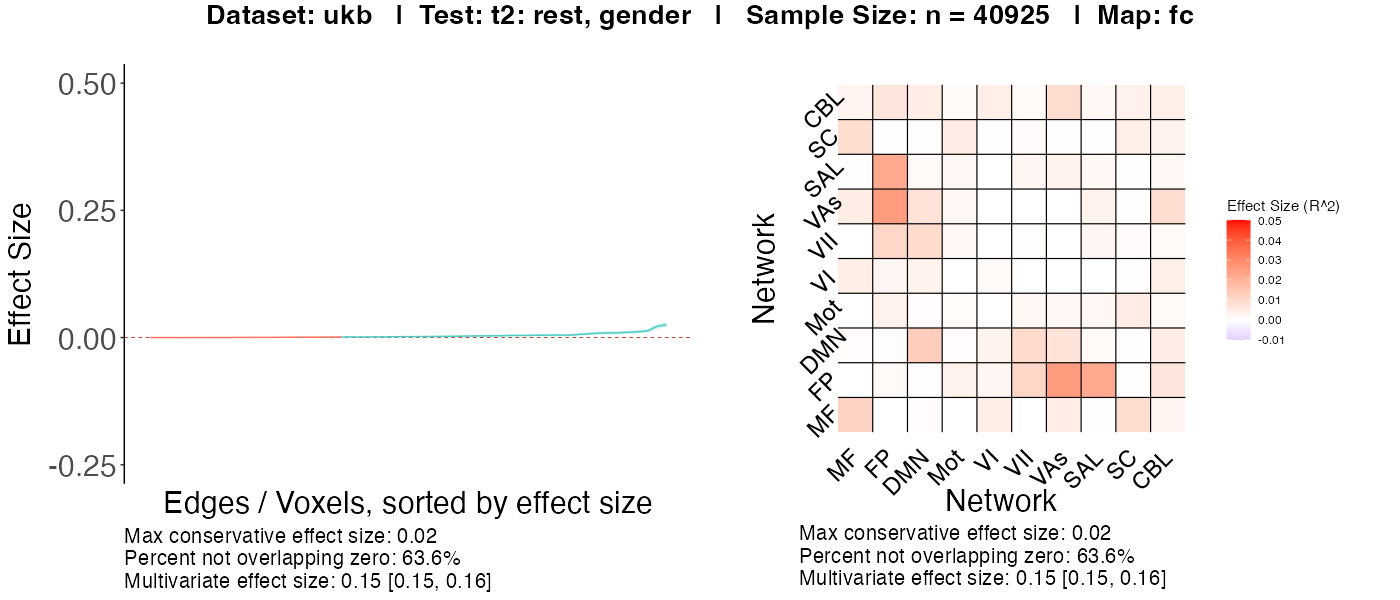 Dataset: ukb | Test: t2: rest, gender | Sample Size: n = 40925 | Map: fc
Effect Size
0.50
0.25
0.00
-0.25
Edges / Voxels, sorted by effect size
Max conservative effect size: 0.02
Percent not overlapping zero: 63.6%
Multivariate effect size: 0.15 [0.15, 0.16]
Network
CBL
SC
SAL
VAs
VII
VI
Mot
DMN
FP
MF
MF FP DMN Mot VI VII VAs SAL SC CBL
Network
Max conservative effect size: 0.02
Percent not overlapping zero: 63.6%
Multivariate effect size: 0.15 [0.15, 0.16]
Effect Size (R^2)
0.05
0.04
0.03
0.02
0.01
0.00
-0.01